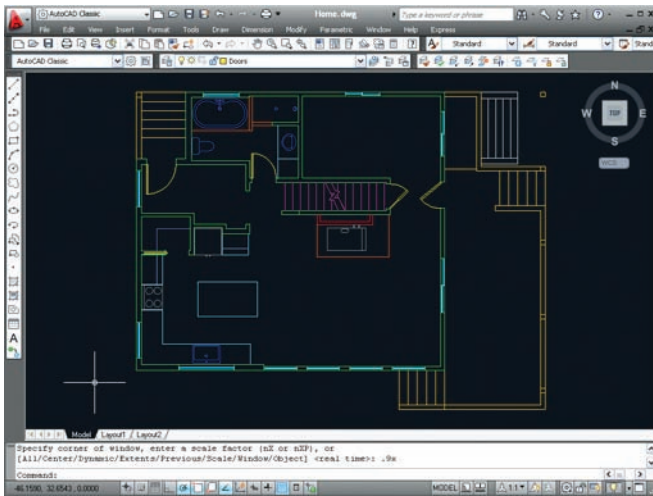 AutoCAD Classic
Home.dwg
Type a keyword or phrase
File Edit View Insert Format Tools Draw Dimension Modify Parametric Window Help Express
Standard
Standard
Stand
AutoCAD Classic
Doors
N
W TOP E
S
WCS
Model Layout1 Layout2
Specify corner of window, enter a scale factor (nX or nXP), or
[All/Center/Dynamic/Extents/Previous/Scale/Window/Object] <real time>: .9x
Command:
-46.1590, 32.6543, 0.0000
MODEL
1:1